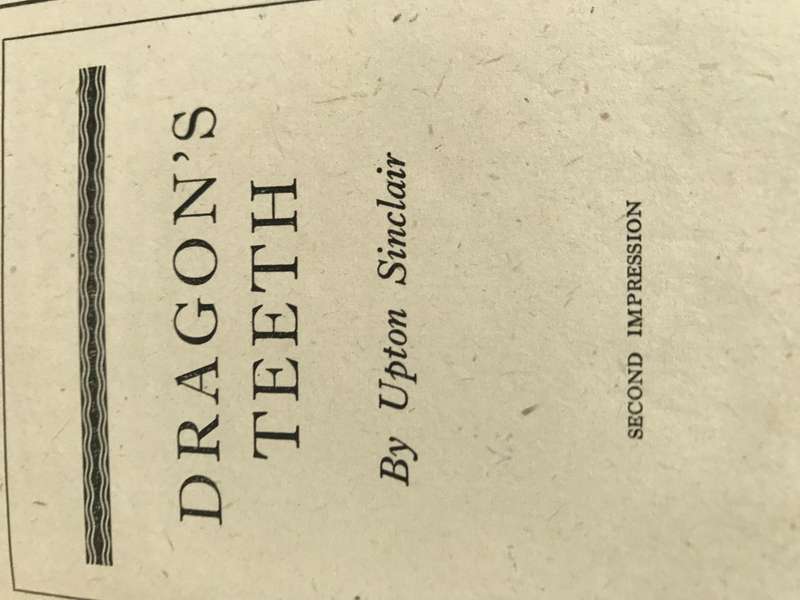 DRAGON'S
TEETH
By Upton Sinclair
SECOND IMPRESSION